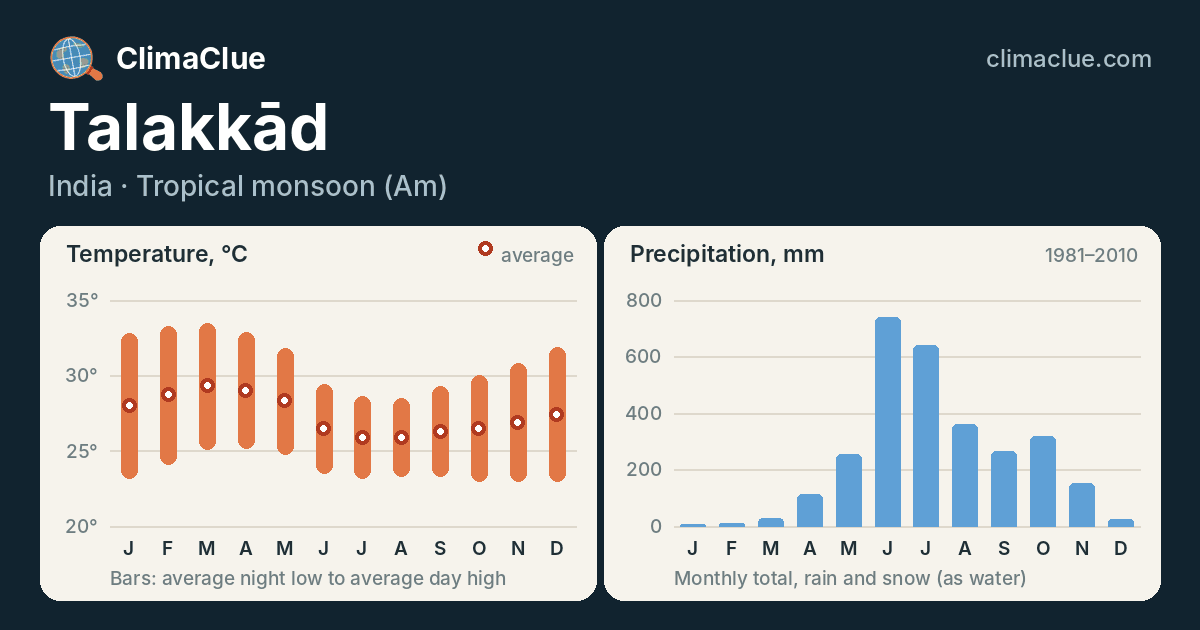 ClimaClue
climaclue.com
Talakkād
India · Tropical monsoon (Am)
Temperature, °C
average
35°
30°
25°
20°
J F M A M J J A S O N D
Bars: average night low to average day high
Precipitation, mm
1981–2010
800
600
400
200
0
J F M A M J J A S O N D
Monthly total, rain and snow (as water)